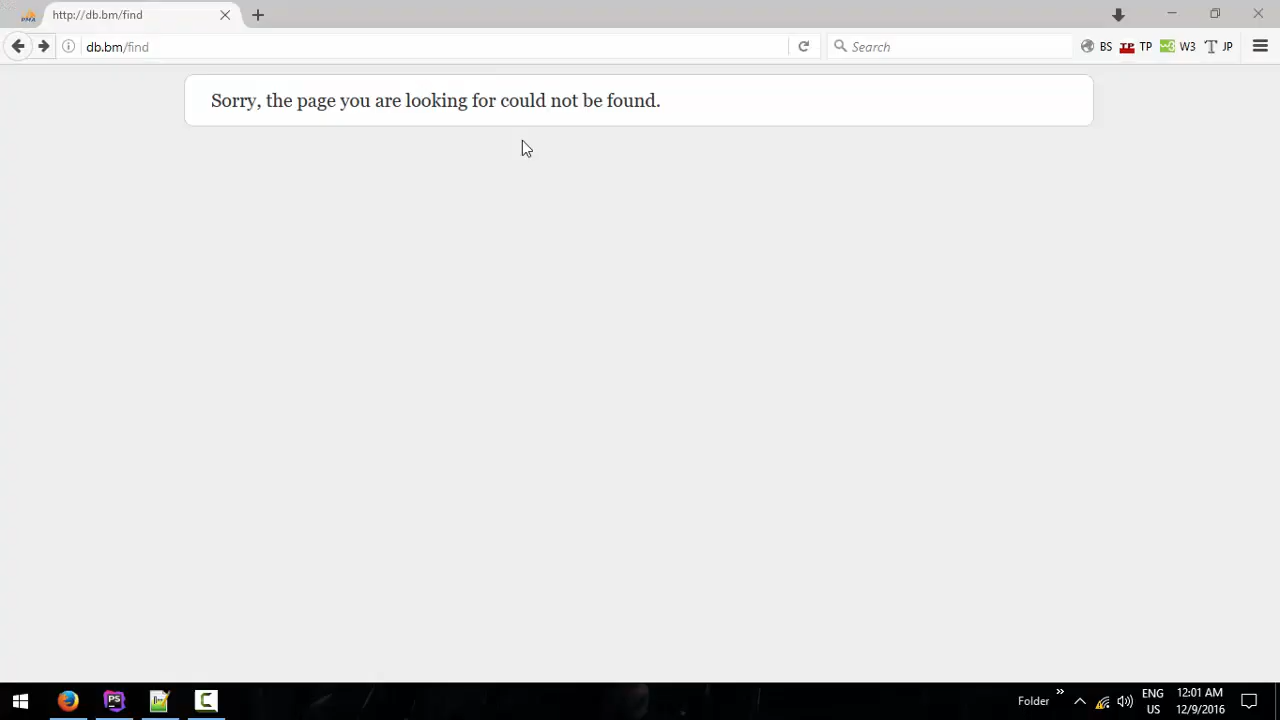 http://db.bm/find
db.bm/find
Search
BS
TP
W3
JP
Sorry, the page you are looking for could not be found.
Folder
ENG
US
12:01 AM
12/9/2016